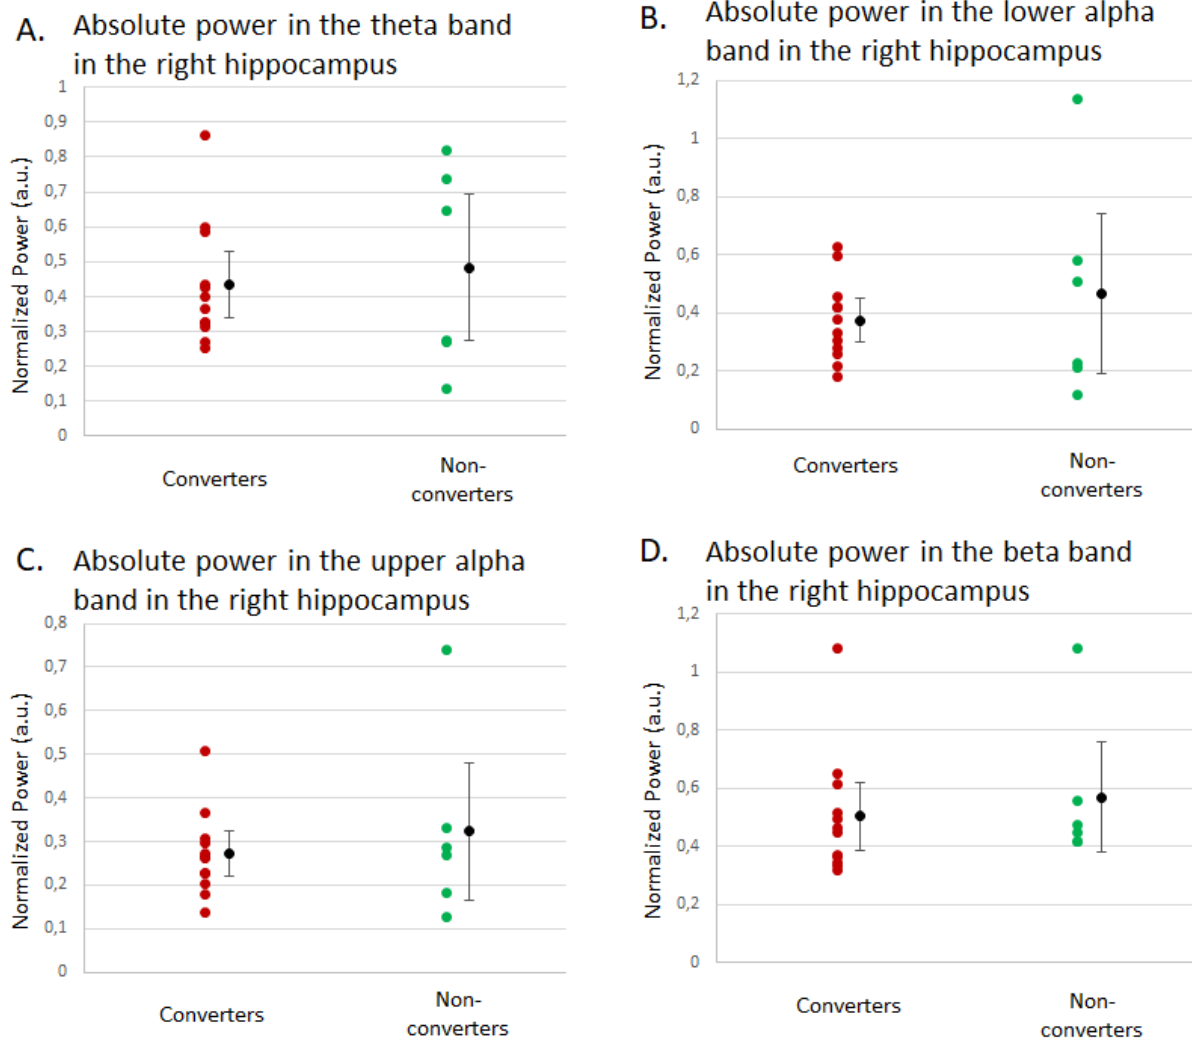 A. Absolute power in the theta band
in the right hippocampus
Normalized Power (a.u.)
1
0,9
0,8
0,7
0,6
0,5
0,4
0,3
0,2
0,1
0
Converters
Non-
converters
B. Absolute power in the lower alpha
band in the right hippocampus
Normalized Power (a.u.)
1,2
1
0,8
0,6
0,4
0,2
0
Converters
Non-
converters
C. Absolute power in the upper alpha
band in the right hippocampus
Normalized Power (a.u.)
0,8
0,7
0,6
0,5
0,4
0,3
0,2
0,1
0
Converters
Non-
converters
D. Absolute power in the beta band
in the right hippocampus
Normalized Power (a.u.)
1,2
1
0,8
0,6
0,4
0,2
0
Converters
Non-
converters